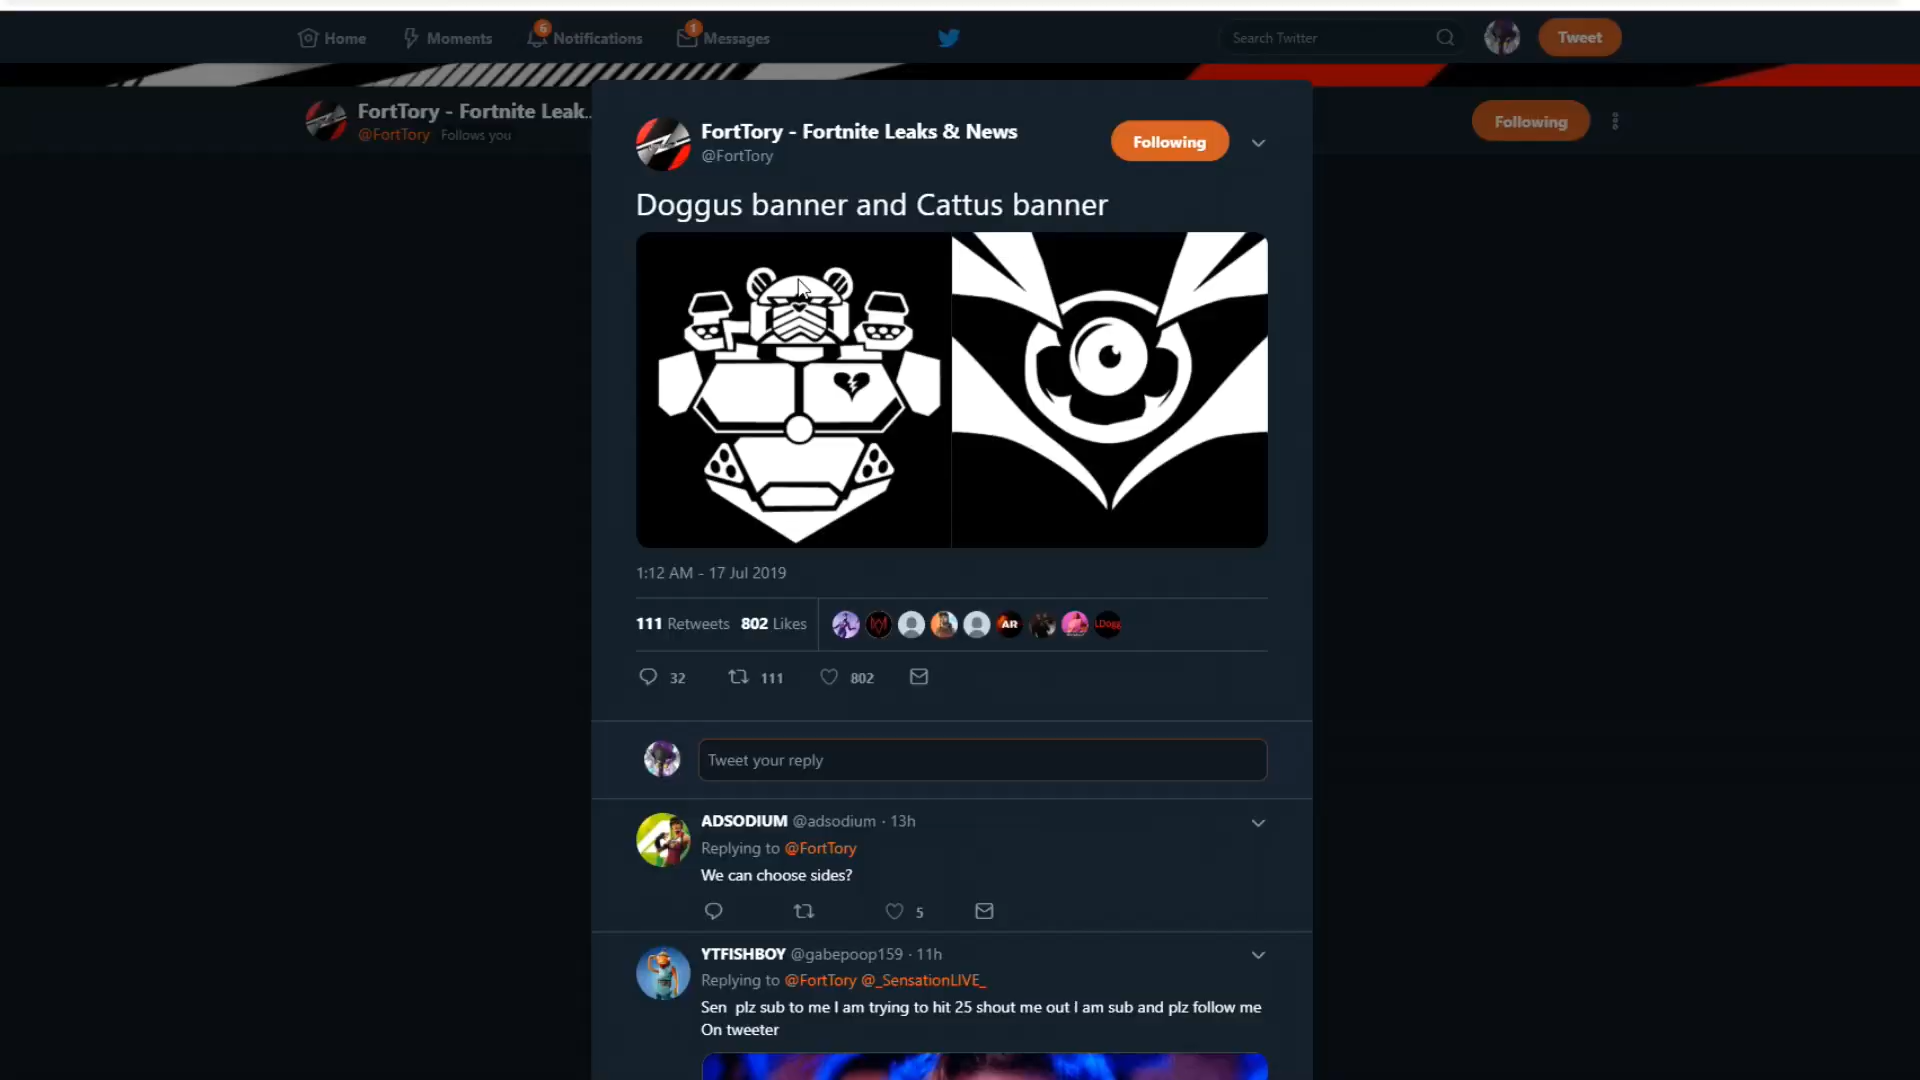 Home
Moments
6
Notifications
1
Messages
Search Twitter
Tweet
FortTory - Fortnite Leak...
@FortTory Follows you
Following
FortTory - Fortnite Leaks & News
@FortTory
Following
Doggus banner and Cattus banner
1:12 AM - 17 Jul 2019
111 Retweets 802 Likes
AR
LDogg
32
111
802
Tweet your reply
ADSODIUM @adsodium · 13h
Replying to @FortTory
We can choose sides?
5
YTFISHBOY @gabepoop159 · 11h
Replying to @FortTory @_SensationLIVE_
Sen plz sub to me I am trying to hit 25 shout me out I am sub and plz follow me
On tweeter